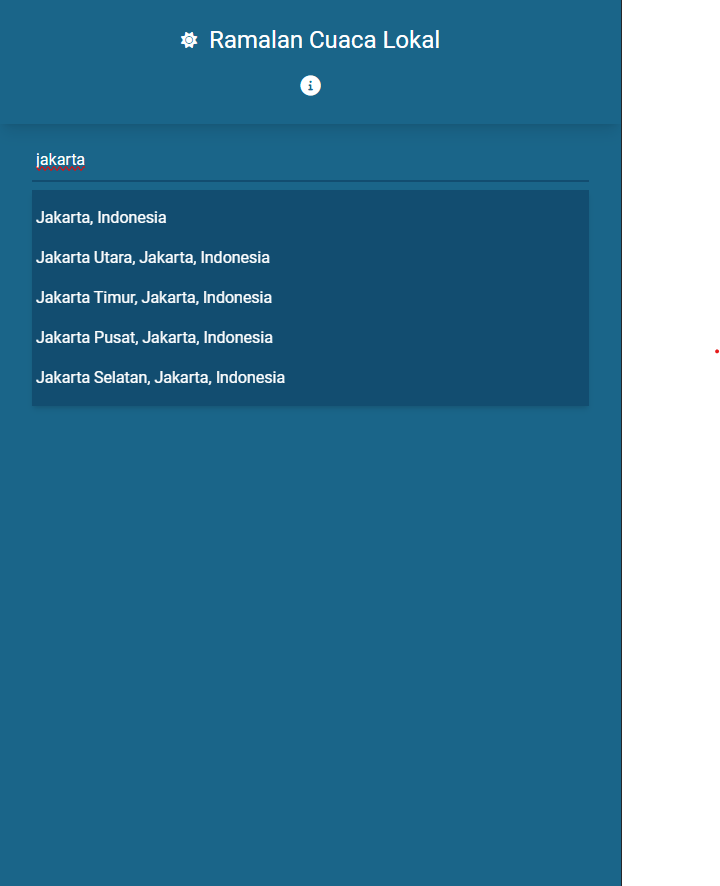 Ramalan Cuaca Lokal
jakarta
Jakarta, Indonesia
Jakarta Utara, Jakarta, Indonesia
Jakarta Timur, Jakarta, Indonesia
Jakarta Pusat, Jakarta, Indonesia
Jakarta Selatan, Jakarta, Indonesia